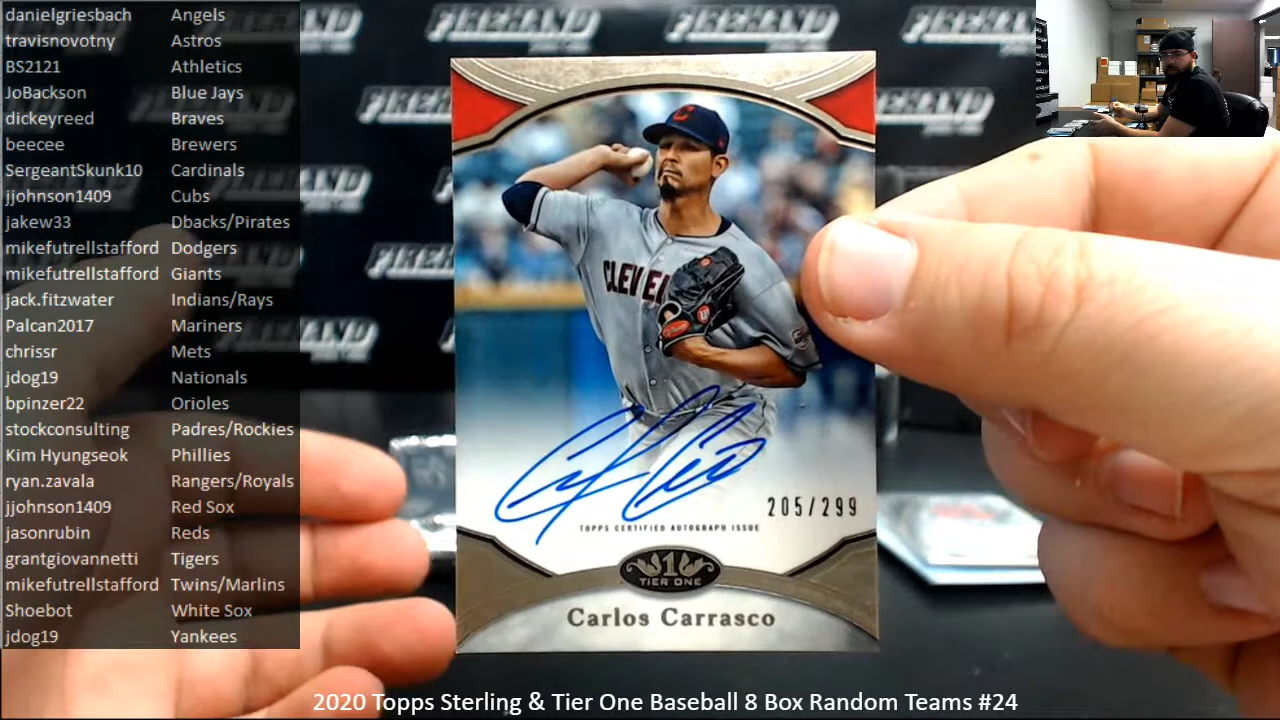 danielgriesbach Angels
travisnovotny Astros
BS2121 Athletics
JoBackson Blue Jays
dickeyreed Braves
beecee Brewers
SergeantSkunk10 Cardinals
jjohnson1409 Cubs
jakew33 Dbacks/Pirates
mikefutrellstafford Dodgers
mikefutrellstafford Giants
jack.fitzwater Indians/Rays
Palcan2017 Mariners
chrissr Mets
jdog19 Nationals
bpinzer22 Orioles
stockconsulting Padres/Rockies
Kim Hyungseok Phillies
ryan.zavala Rangers/Royals
jjohnson1409 Red Sox
jasonrubin Reds
grantgiovannetti Tigers
mikefutrellstafford Twins/Marlins
Shoebot White Sox
jdog19 Yankees
FIREHAND
FIREHAND
C
205/299
TOPPS CERTIFIED AUTOGRAPH ISSUE
1
TIER ONE
Carlos Carrasco
2020 Topps Sterling & Tier One Baseball 8 Box Random Teams #24